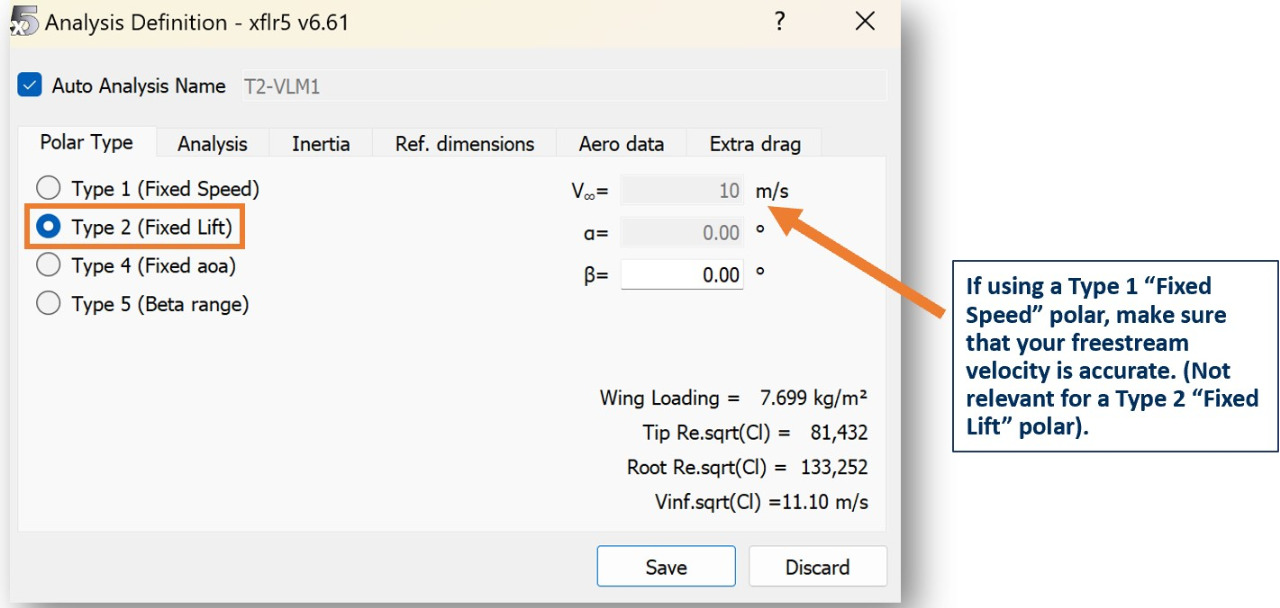 Analysis Definition - xflr5 v6.61
?
Auto Analysis Name T2-VLM1
Polar Type Analysis Inertia Ref. dimensions Aero data Extra drag
Type 1 (Fixed Speed)
V∞= 10 m/s
Type 2 (Fixed Lift)
α= 0.00 °
Type 4 (Fixed aoa)
β= 0.00 °
Type 5 (Beta range)
If using a Type 1 “Fixed
Speed” polar, make sure
that your freestream
velocity is accurate. (Not
relevant for a Type 2 “Fixed
Lift” polar).
Wing Loading = 7.699 kg/m²
Tip Re.sqrt(Cl) = 81,432
Root Re.sqrt(Cl) = 133,252
Vinf.sqrt(Cl) =11.10 m/s
Save Discard